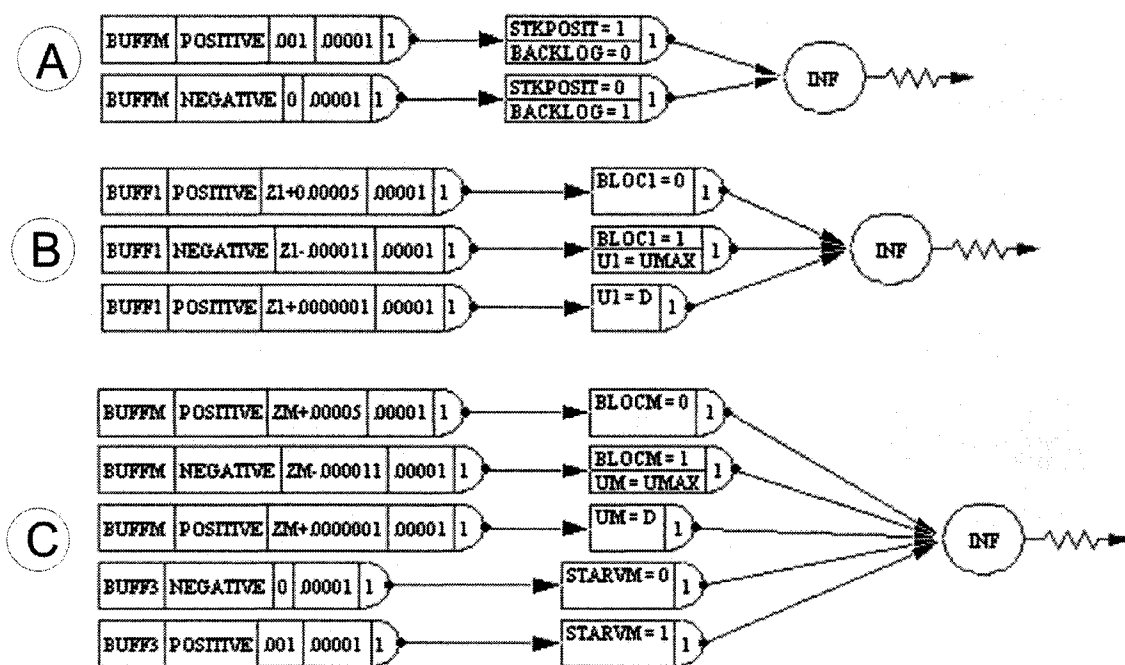 A
BUFFM POSITIVE .001 .00001 1 STKPOSIT = 1 BACKLOG = 0 1
BUFFM NEGATIVE 0 .00001 1 STKPOSIT = 0 BACKLOG = 1 1
INF
B
BUFF1 POSITIVE Z1+0.00005 .00001 1 BLOC1 = 0 1
BUFF1 NEGATIVE Z1-.000011 .00001 1 BLOC1 = 1 U1 = UMAX 1
BUFF1 POSITIVE Z1+.0000001 .00001 1 U1 = D 1
INF
C
BUFFM POSITIVE ZM+.00005 .00001 1 BLOCM = 0 1
BUFFM NEGATIVE ZM-.000011 .00001 1 BLOCM = 1 UM = UMAX 1
BUFFM POSITIVE ZM+.0000001 .00001 1 UM = D 1
BUFF3 NEGATIVE 0 .00001 1 STARVM = 0 1
BUFF3 POSITIVE .001 .00001 1 STARVM = 1 1
INF